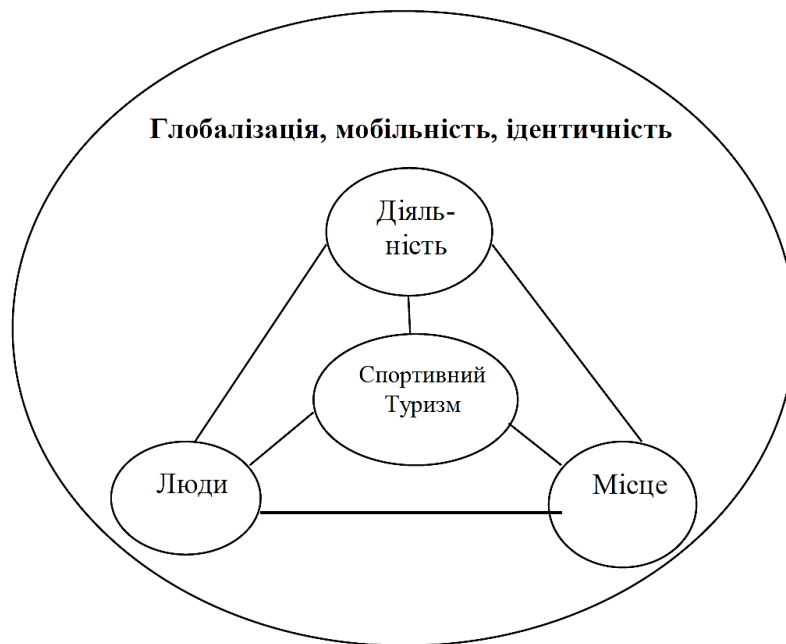 Глобалізація, мобільність, ідентичність
Діяль-
ність
Спортивний
Туризм
Люди
Місце